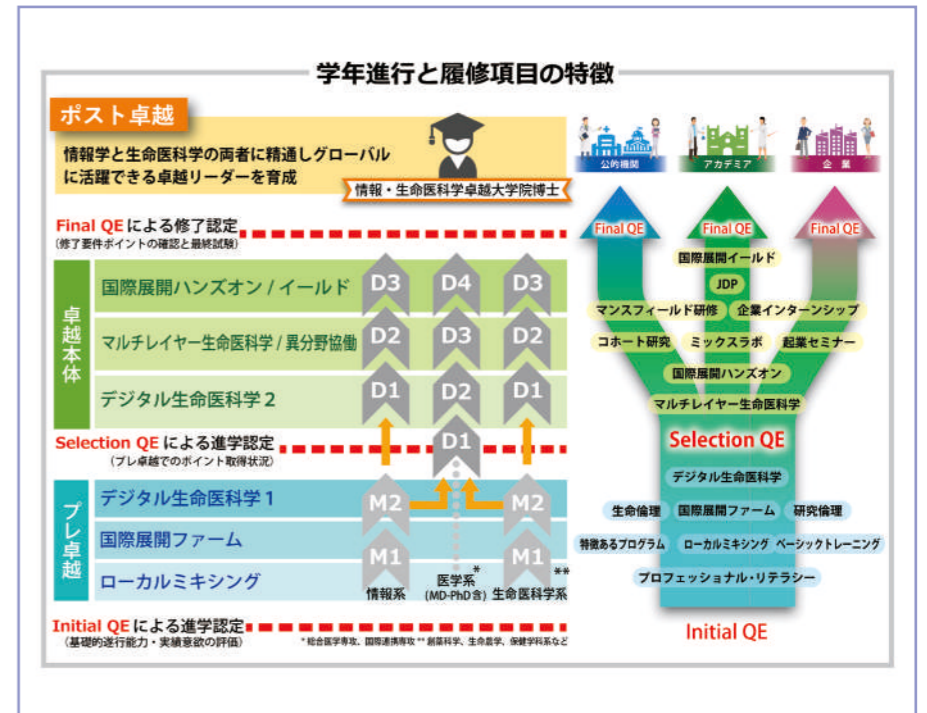 学年進行と履修項目の特徴
ポスト卓越
情報学と生命医科学の両者に精通しグローバル
に活躍できる卓越リーダーを育成
情報・生命医科学卓越大学院博士
Final QE による修了認定
(修了要件ポイントの確認と最終試験)
卓越本体
国際展開ハンズオン / イールド
D3 D4 D3
マルチレイヤー生命医科学 / 異分野協働
D2 D3 D2
デジタル生命医科学 2
D1 D2 D1
Selection QE による進学認定
(プレ卓越でのポイント取得状況)
D1
プレ卓越
デジタル生命医科学 1
M2 M2
国際展開ファーム
M1 M1
ローカルミキシング
情報系
医学系*
(MD-PhD含)
生命医科学系**
Initial QE による進学認定
(基礎的遂行能力・実績意欲の評価)
* 総合医学専攻、国際連携専攻 ** 創薬科学、生命農学、保健学科系など
公的機関
アカデミア
企業
Final QE Final QE Final QE
国際展開イールド
JDP
マンスフィールド研修 企業インターンシップ
コホート研究 ミックスラボ 起業セミナー
国際展開ハンズオン
マルチレイヤー生命医科学
Selection QE
デジタル生命医科学
生命倫理 国際展開ファーム 研究倫理
特徴あるプログラム ローカルミキシング ベーシックトレーニング
プロフェッショナル・リテラシー
Initial QE